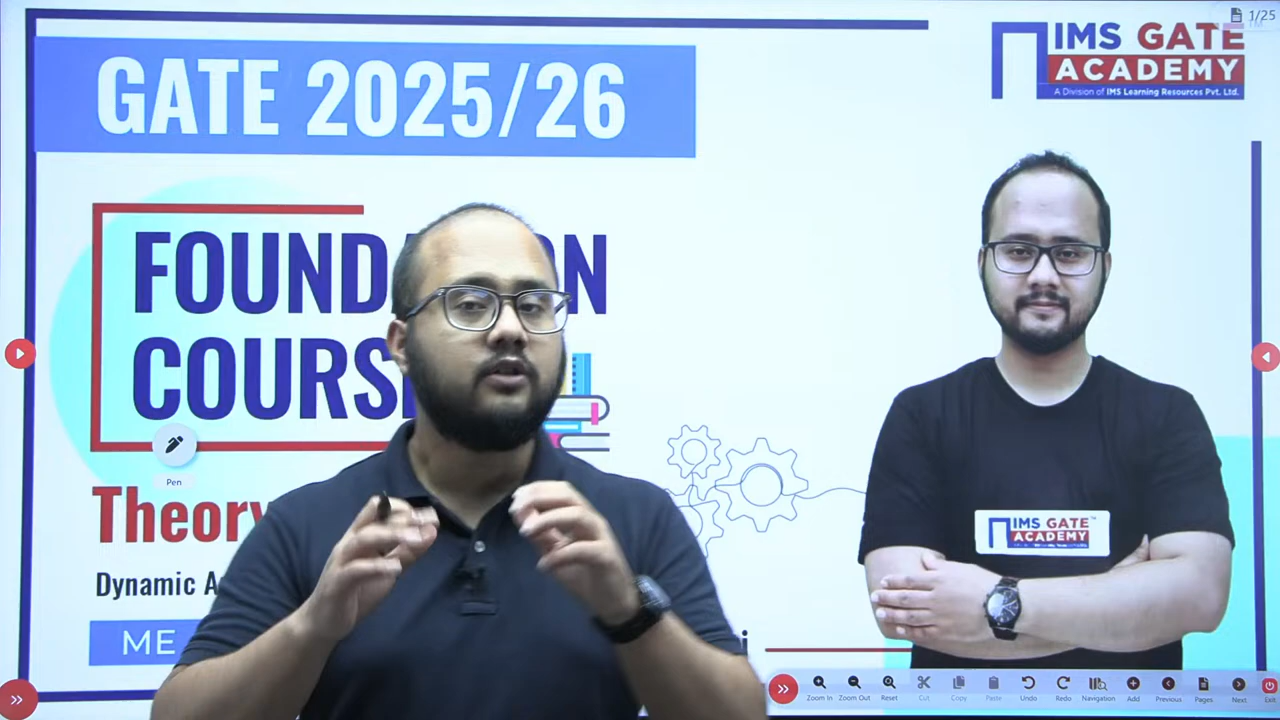 1/25
IMS GATE
ACADEMY
A Division of IMS Learning Resources Pvt. Ltd.
GATE 2025/26
FOUND ON
COURS
Theory
Dynamic A
ME
Pen
IMS GATE
ACADEMY
i
Zoom In Zoom Out Reset Cut Copy Paste Undo Redo Navigation Add Previous Pages Next Exit